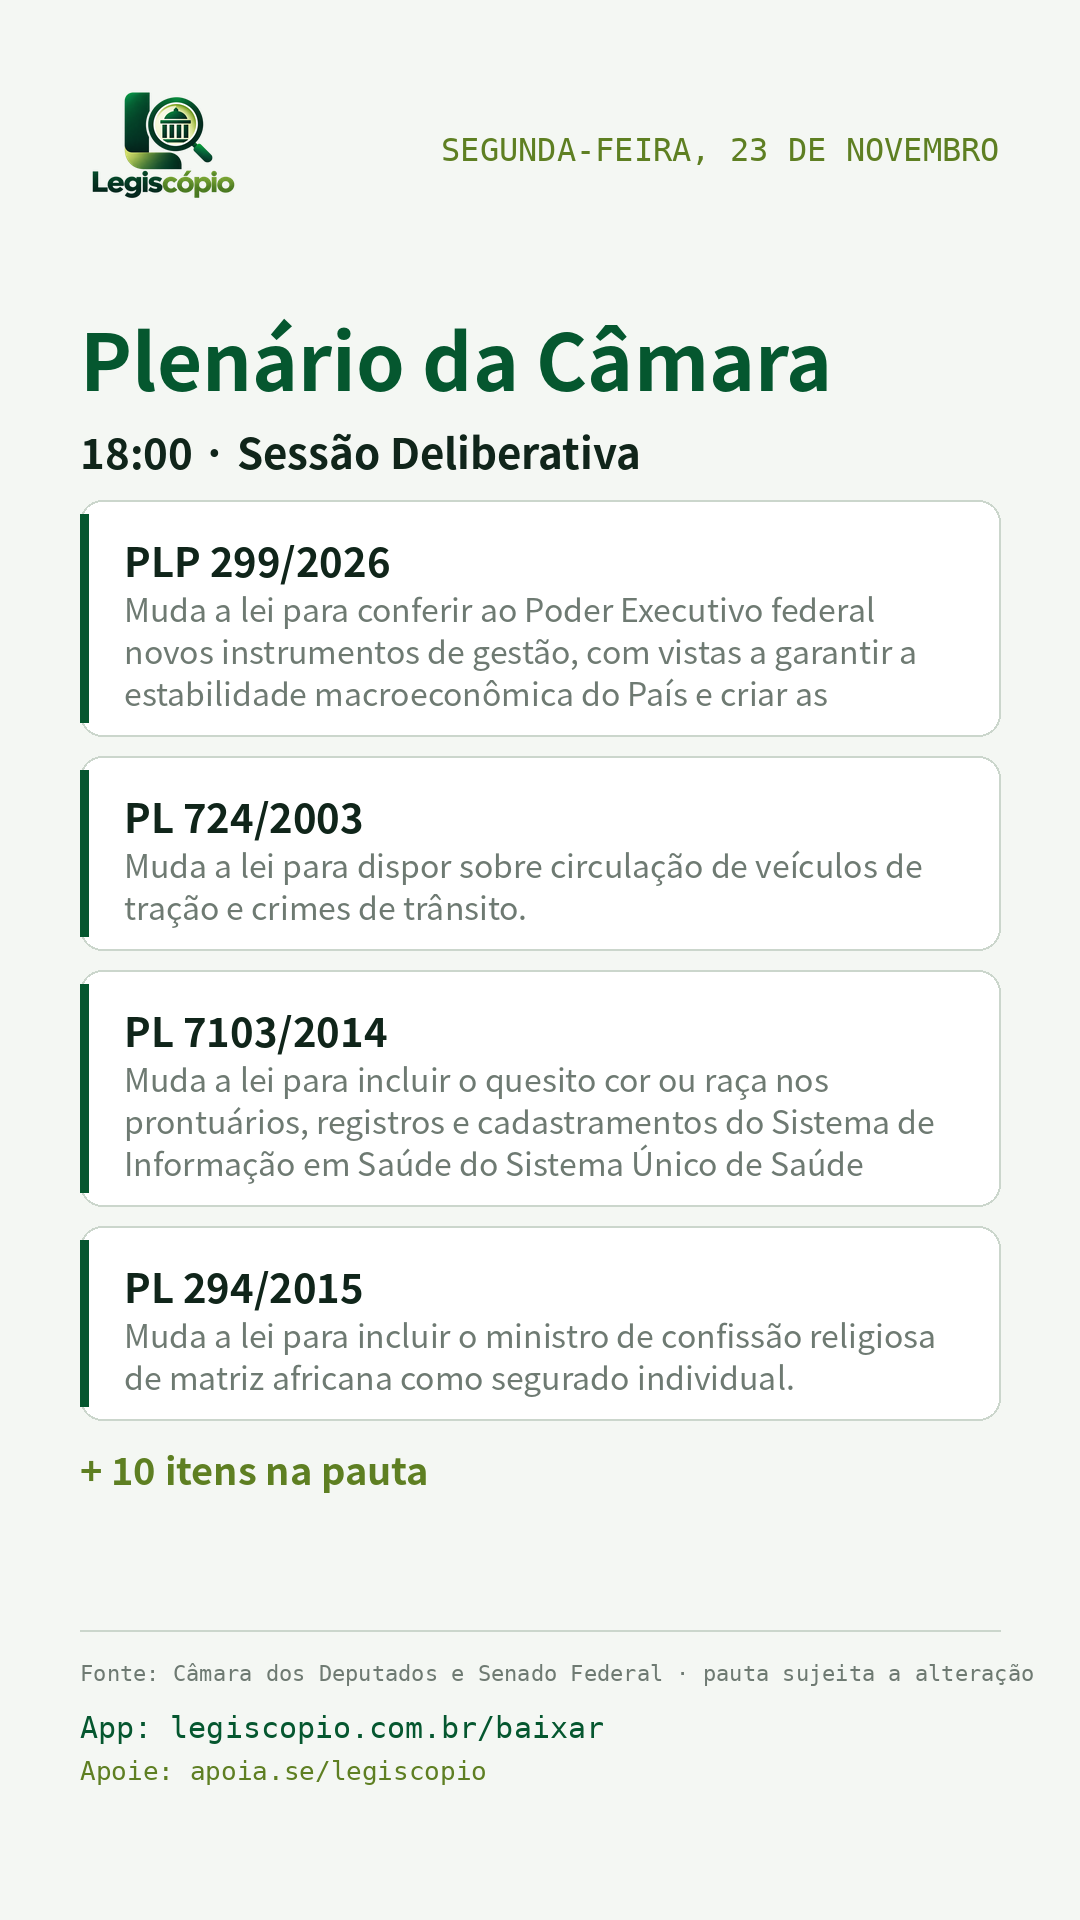 Legiscópio
SEGUNDA-FEIRA, 23 DE NOVEMBRO
Plenário da Câmara
18:00 · Sessão Deliberativa
PLP 299/2026
Muda a lei para conferir ao Poder Executivo federal
novos instrumentos de gestão, com vistas a garantir a
estabilidade macroeconômica do País e criar as
PL 724/2003
Muda a lei para dispor sobre circulação de veículos de
tração e crimes de trânsito.
PL 7103/2014
Muda a lei para incluir o quesito cor ou raça nos
prontuários, registros e cadastramentos do Sistema de
Informação em Saúde do Sistema Único de Saúde
PL 294/2015
Muda a lei para incluir o ministro de confissão religiosa
de matriz africana como segurado individual.
+ 10 itens na pauta
Fonte: Câmara dos Deputados e Senado Federal · pauta sujeita a alteração
App: legiscopio.com.br/baixar
Apoie: apoia.se/legiscopio